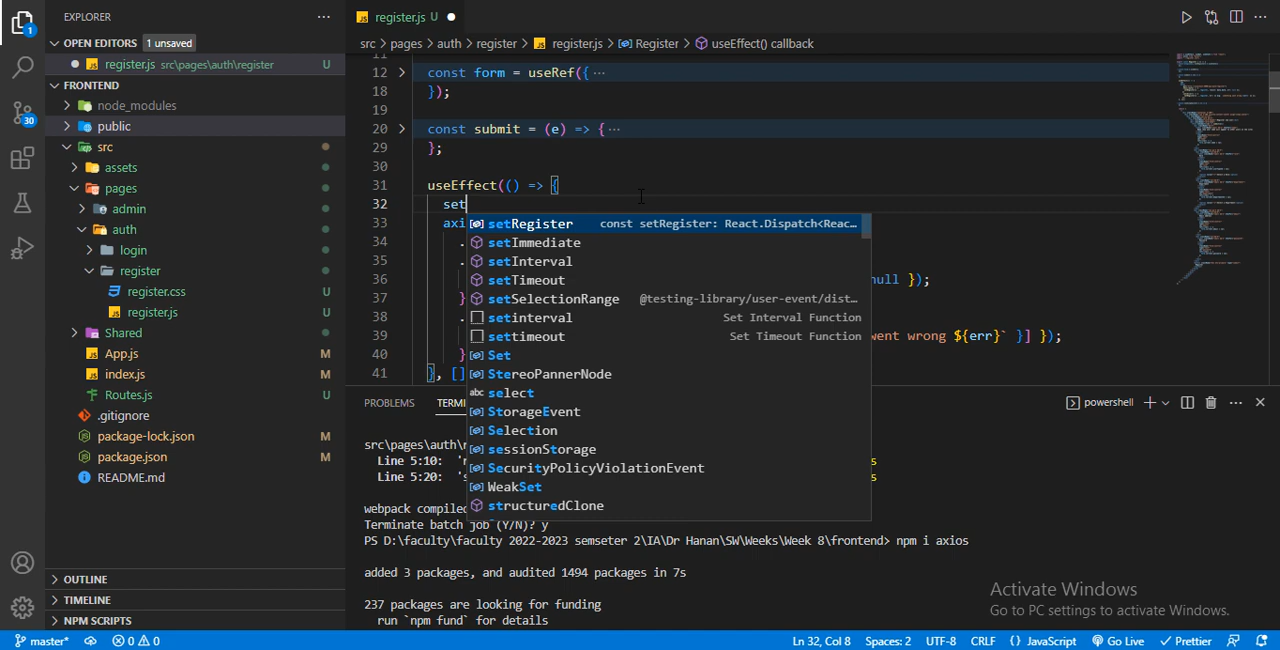 EXPLORER
OPEN EDITORS 1 unsaved
register.js src\pages\auth\register U
FRONTEND
node_modules
public
src
assets
pages
admin
auth
login
register
register.css U
register.js U
Shared
App.js M
index.js M
Routes.js U
.gitignore
package-lock.json M
package.json M
README.md
OUTLINE
TIMELINE
NPM SCRIPTS
1
30
register.js U
src > pages > auth > register > register.js > Register > useEffect() callback
11
12 const form = useRef({ ...
18 });
19
20 const submit = (e) => { ...
29 };
30
31 useEffect(() => {
32 set
33 axi
34 .
35 .
36 null });
37 }
38 .
39 went wrong ${err}` }] });
40 }
41 }, []
setRegister const setRegister: React.Dispatch<Reac...
setImmediate
setInterval
setTimeout
setSelectionRange @testing-library/user-event/dist...
setinterval Set Interval Function
settimeout Set Timeout Function
Set
StereoPannerNode
abc select
StorageEvent
Selection
sessionStorage
SecurityPolicyViolationEvent
WeakSet
structuredClone
PROBLEMS TERMI
powershell
src\pages\auth\r
Line 5:10: 'r s
Line 5:20: 's s
webpack compiled
Terminate batch job (Y/N)? y
PS D:\faculty\faculty 2022-2023 semseter 2\IA\Dr Hanan\SW\Weeks\Week 8\frontend> npm i axios
added 3 packages, and audited 1494 packages in 7s
237 packages are looking for funding
run `npm fund` for details
Activate Windows
Go to PC settings to activate Windows.
master* 0 0 Ln 32, Col 8 Spaces: 2 UTF-8 CRLF {} JavaScript Go Live Prettier